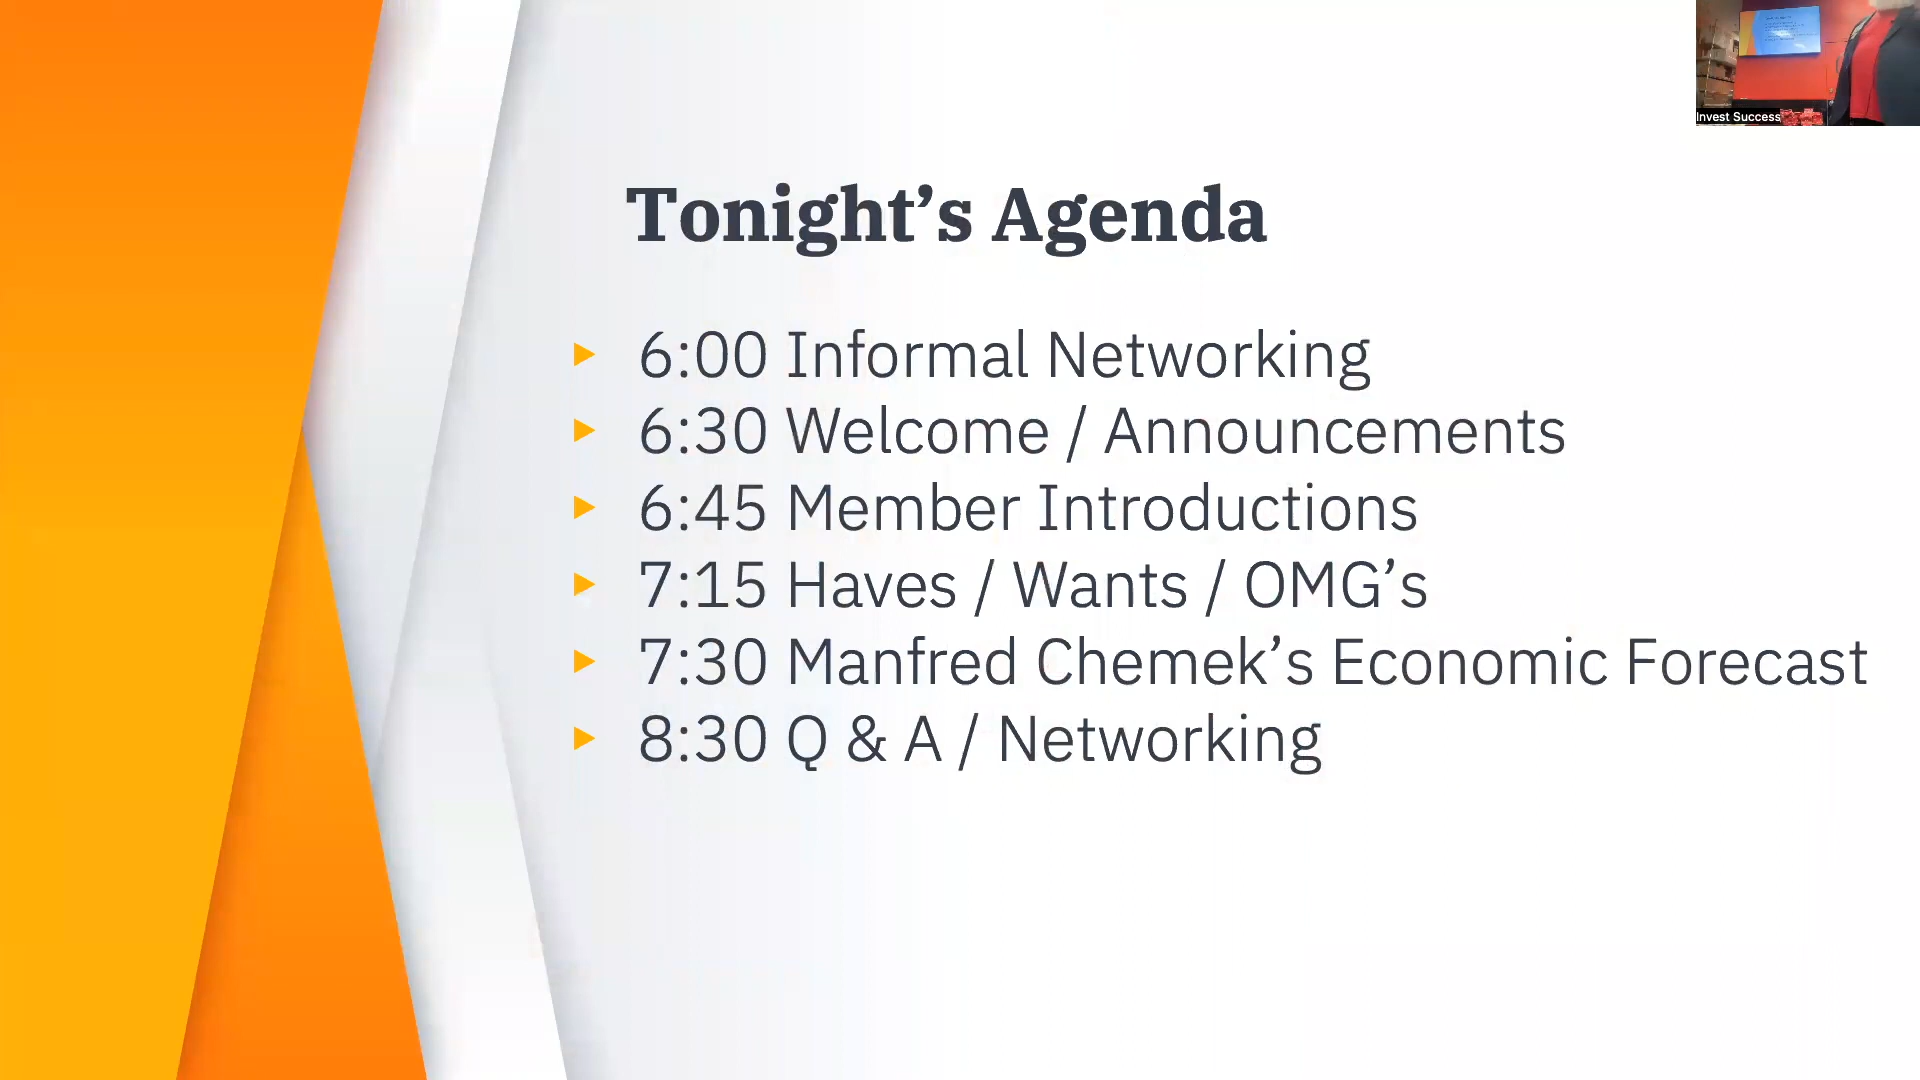 Invest Success
Tonight’s Agenda
6:00 Informal Networking
6:30 Welcome / Announcements
6:45 Member Introductions
7:15 Haves / Wants / OMG’s
7:30 Manfred Chemek’s Economic Forecast
8:30 Q & A / Networking